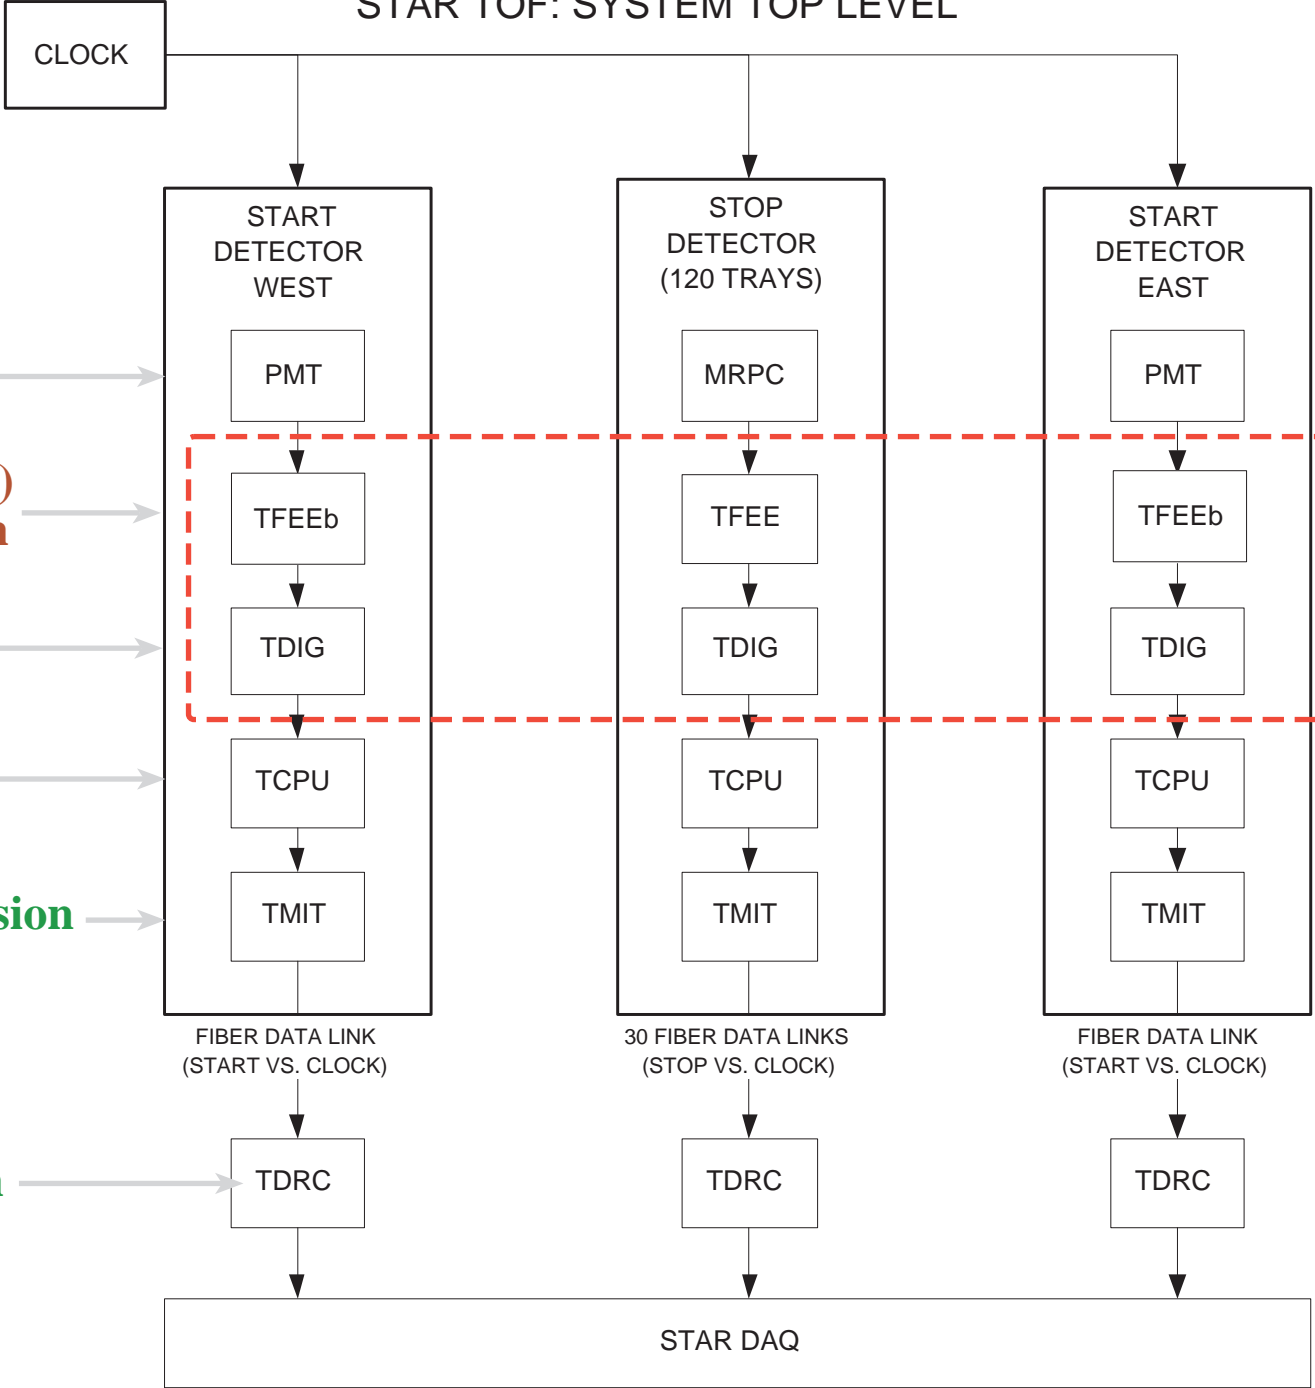 STAR TOF: SYSTEM TOP LEVEL
CLOCK
START
DETECTOR
WEST
STOP
DETECTOR
(120 TRAYS)
START
DETECTOR
EAST
PMT
MRPC
PMT
)
TFEEb
TFEE
TFEEb
TDIG
TDIG
TDIG
TCPU
TCPU
TCPU
sion
TMIT
TMIT
TMIT
FIBER DATA LINK
(START VS. CLOCK)
30 FIBER DATA LINKS
(STOP VS. CLOCK)
FIBER DATA LINK
(START VS. CLOCK)
TDRC
TDRC
TDRC
STAR DAQ